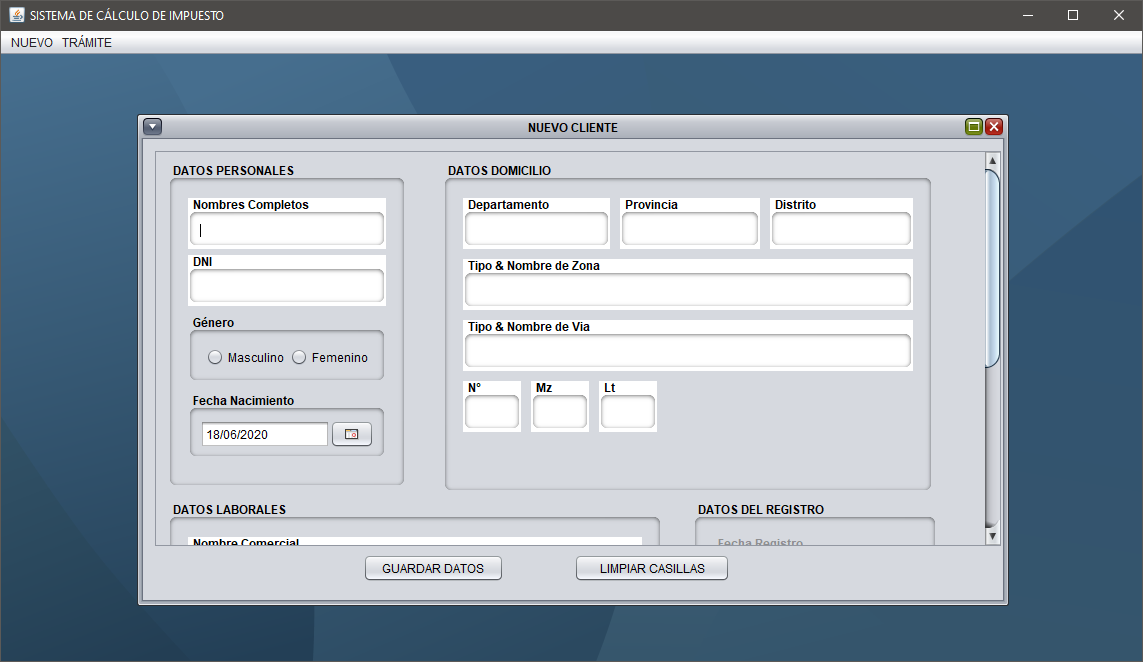 SISTEMA DE CÁLCULO DE IMPUESTO
NUEVO TRÁMITE
NUEVO CLIENTE
DATOS PERSONALES
Nombres Completos
DNI
Género
Masculino Femenino
Fecha Nacimiento
18/06/2020
DATOS DOMICILIO
Departamento Provincia Distrito
Tipo & Nombre de Zona
Tipo & Nombre de Via
N° Mz Lt
DATOS LABORALES
Nombre Comercial
DATOS DEL REGISTRO
Fecha Registro
GUARDAR DATOS LIMPIAR CASILLAS